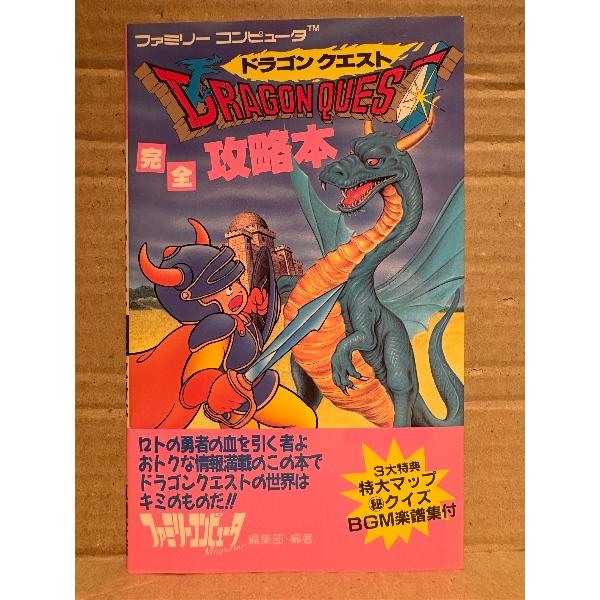 ファミリー コンピュータ™
ドラゴン クエスト
DRAGON QUEST
完全 攻略本
ロトの勇者の血を引く者よ
おトクな情報満載のこの本で
ドラゴンクエストの世界は
キミのものだ!!
ファミリーコンピュータ
Magazine 編集部・編著
3大特典
特大マップ
㊙クイズ
BGM楽譜集付